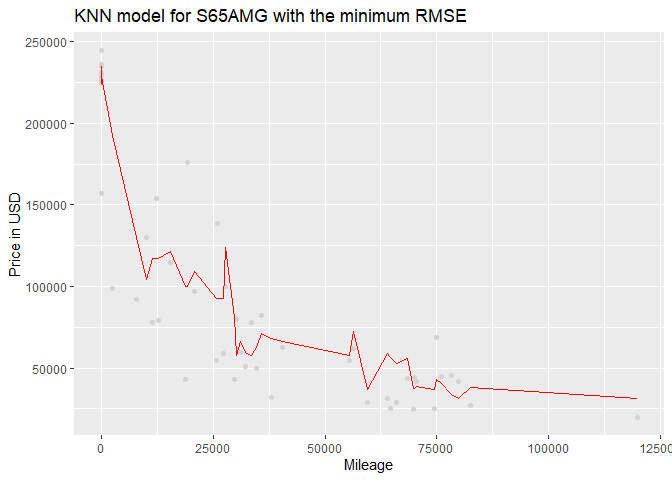 KNN model for S65AMG with the minimum RMSE
250000
200000
150000
100000
50000
Price in USD
0 25000 50000 75000 100000 125000
Mileage